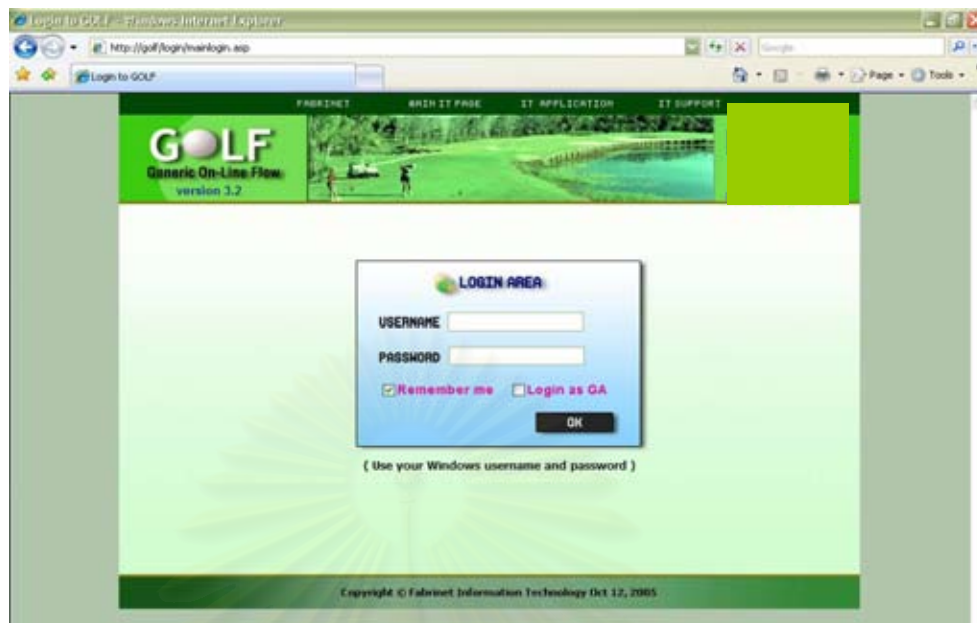 Login to GOLF - Windows Internet Explorer
http://golf/login/mainlogin.asp
Google
Login to GOLF
Page
Tools
FABRINET MAIN IT PAGE IT APPLICATION IT SUPPORT
GOLF
Generic On-Line Flow
version 3.2
LOGIN AREA
USERNAME
PASSWORD
Remember me Login as GA
OK
( Use your Windows username and password )
Copyright © Fabrinet Information Technology Oct 12, 2005